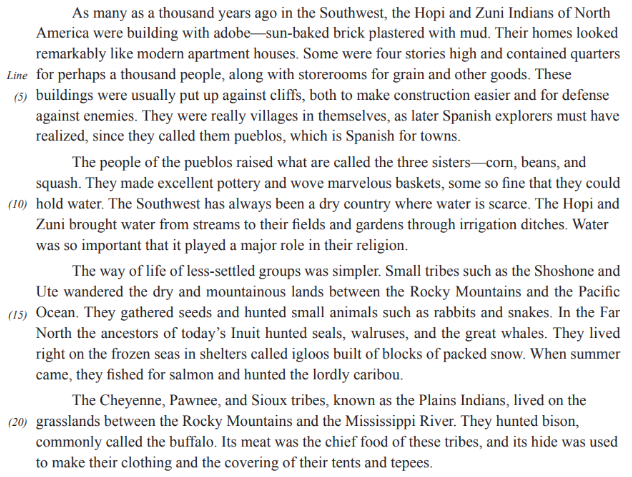 As many as a thousand years ago in the Southwest, the Hopi and Zuni Indians of North
America were building with adobe—sun-baked brick plastered with mud. Their homes looked
remarkably like modern apartment houses. Some were four stories high and contained quarters
Line for perhaps a thousand people, along with storerooms for grain and other goods. These
(5) buildings were usually put up against cliffs, both to make construction easier and for defense
against enemies. They were really villages in themselves, as later Spanish explorers must have
realized, since they called them pueblos, which is Spanish for towns.
The people of the pueblos raised what are called the three sisters—corn, beans, and
squash. They made excellent pottery and wove marvelous baskets, some so fine that they could
(10) hold water. The Southwest has always been a dry country where water is scarce. The Hopi and
Zuni brought water from streams to their fields and gardens through irrigation ditches. Water
was so important that it played a major role in their religion.
The way of life of less-settled groups was simpler. Small tribes such as the Shoshone and
Ute wandered the dry and mountainous lands between the Rocky Mountains and the Pacific
(15) Ocean. They gathered seeds and hunted small animals such as rabbits and snakes. In the Far
North the ancestors of today's Inuit hunted seals, walruses, and the great whales. They lived
right on the frozen seas in shelters called igloos built of blocks of packed snow. When summer
came, they fished for salmon and hunted the lordly caribou.
The Cheyenne, Pawnee, and Sioux tribes, known as the Plains Indians, lived on the
(20) grasslands between the Rocky Mountains and the Mississippi River. They hunted bison,
commonly called the buffalo. Its meat was the chief food of these tribes, and its hide was used
to make their clothing and the covering of their tents and tepees.